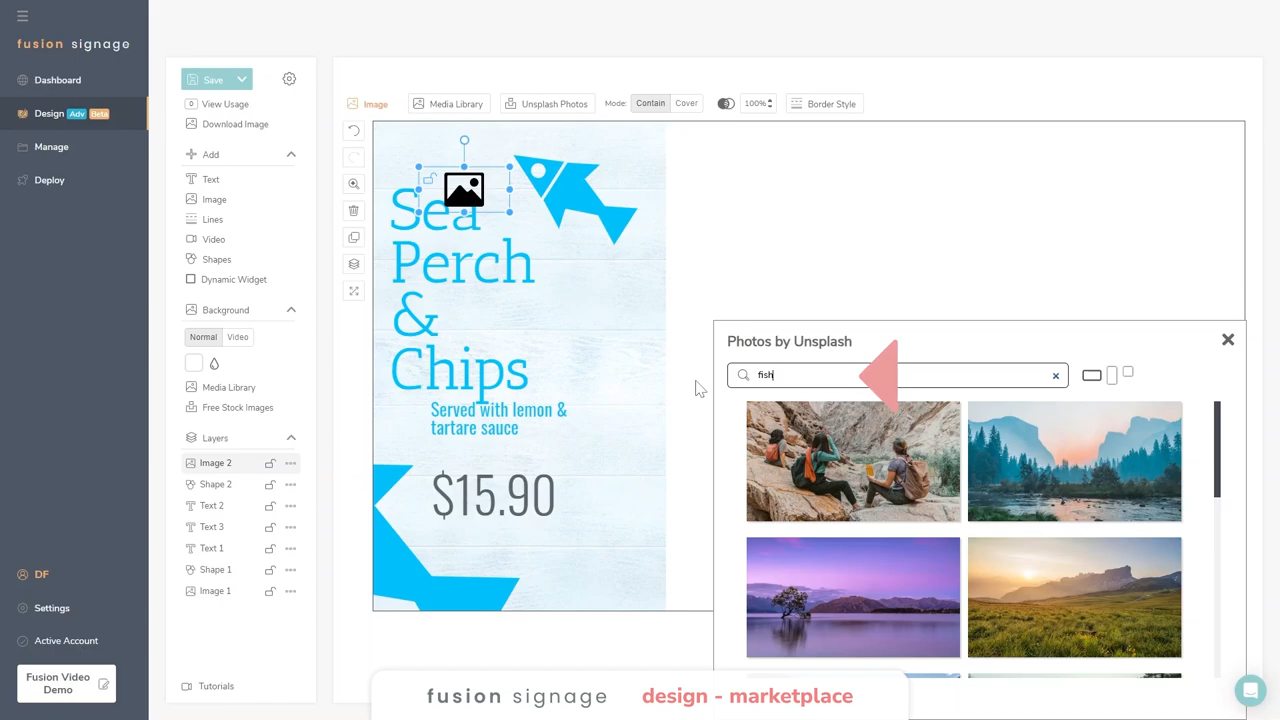 fusion signage
Dashboard
Design Adv Beta
Manage
Deploy
DF
Settings
Active Account
Fusion Video
Demo
Save
0 View Usage
Download Image
Add
Text
Image
Lines
Video
Shapes
Dynamic Widget
Background
Normal Video
Media Library
Free Stock Images
Layers
Image 2
Shape 2
Text 2
Text 3
Text 1
Shape 1
Image 1
Tutorials
Image Media Library Unsplash Photos Mode: Contain Cover 100% Border Style
Sea
Perch
&
Chips
Served with lemon &
tartare sauce
$15.90
Photos by Unsplash
fish
fusion signage design - marketplace